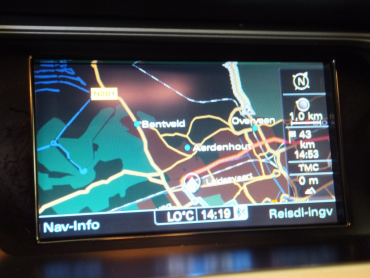 N201
1.0 km
Bentveld
Overveen
Aerdenhout
43
km
14:53
TMC
Leidsevaart
0 m
Nav-Info
LO°C 14:19
Reisdl-ingv